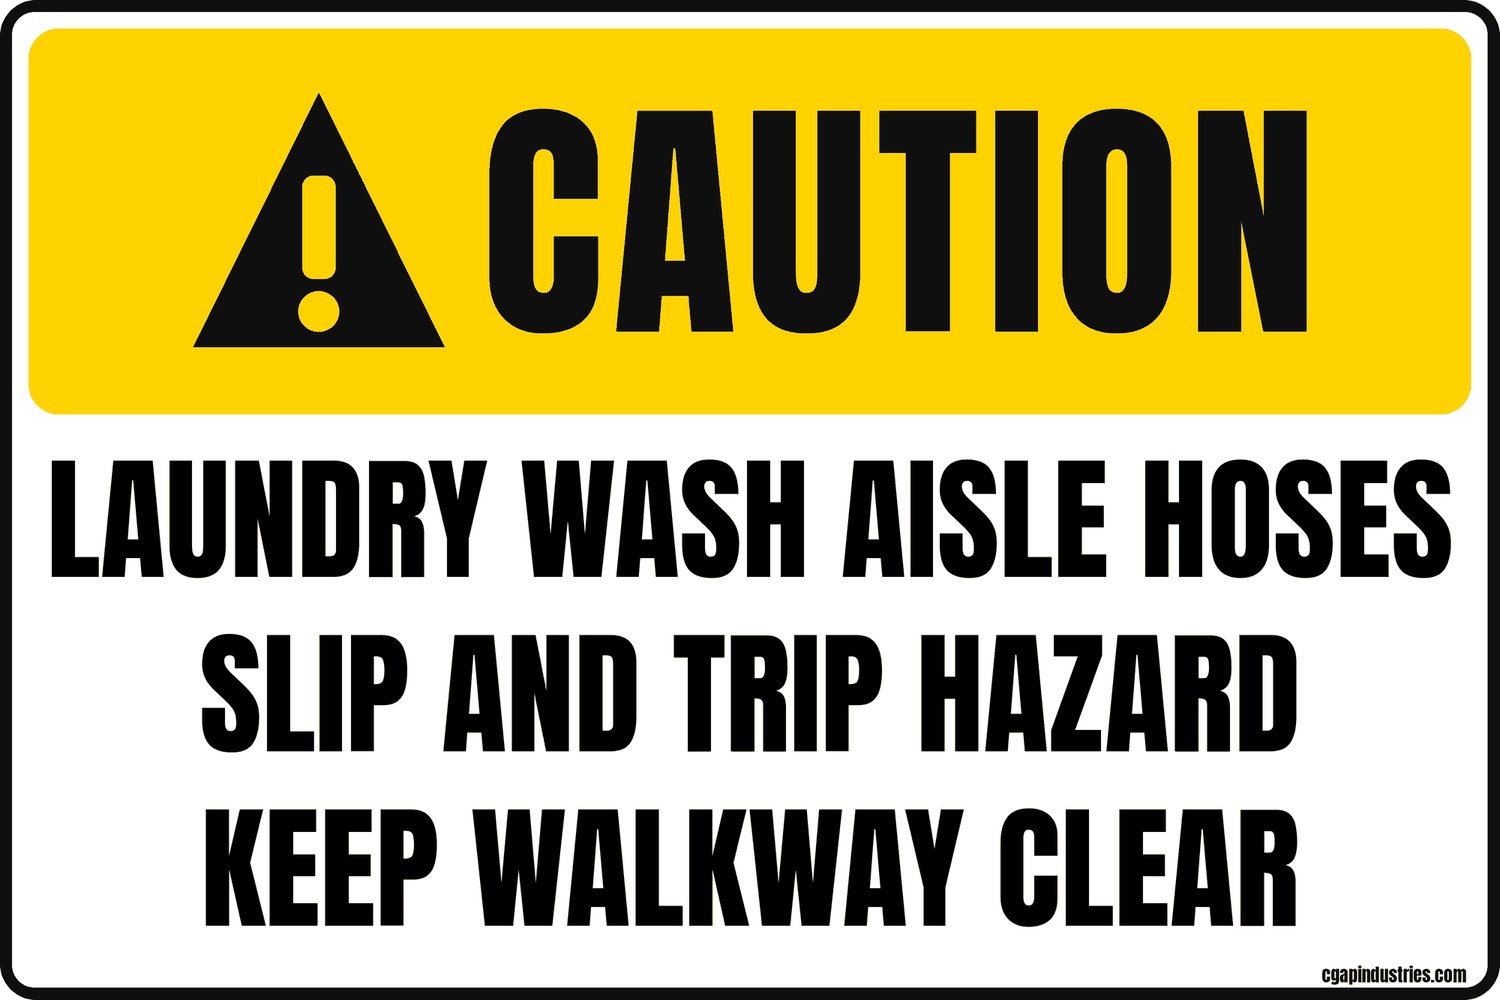 CAUTION
LAUNDRY WASH AISLE HOSES
SLIP AND TRIP HAZARD
KEEP WALKWAY CLEAR
cgapindustries.com